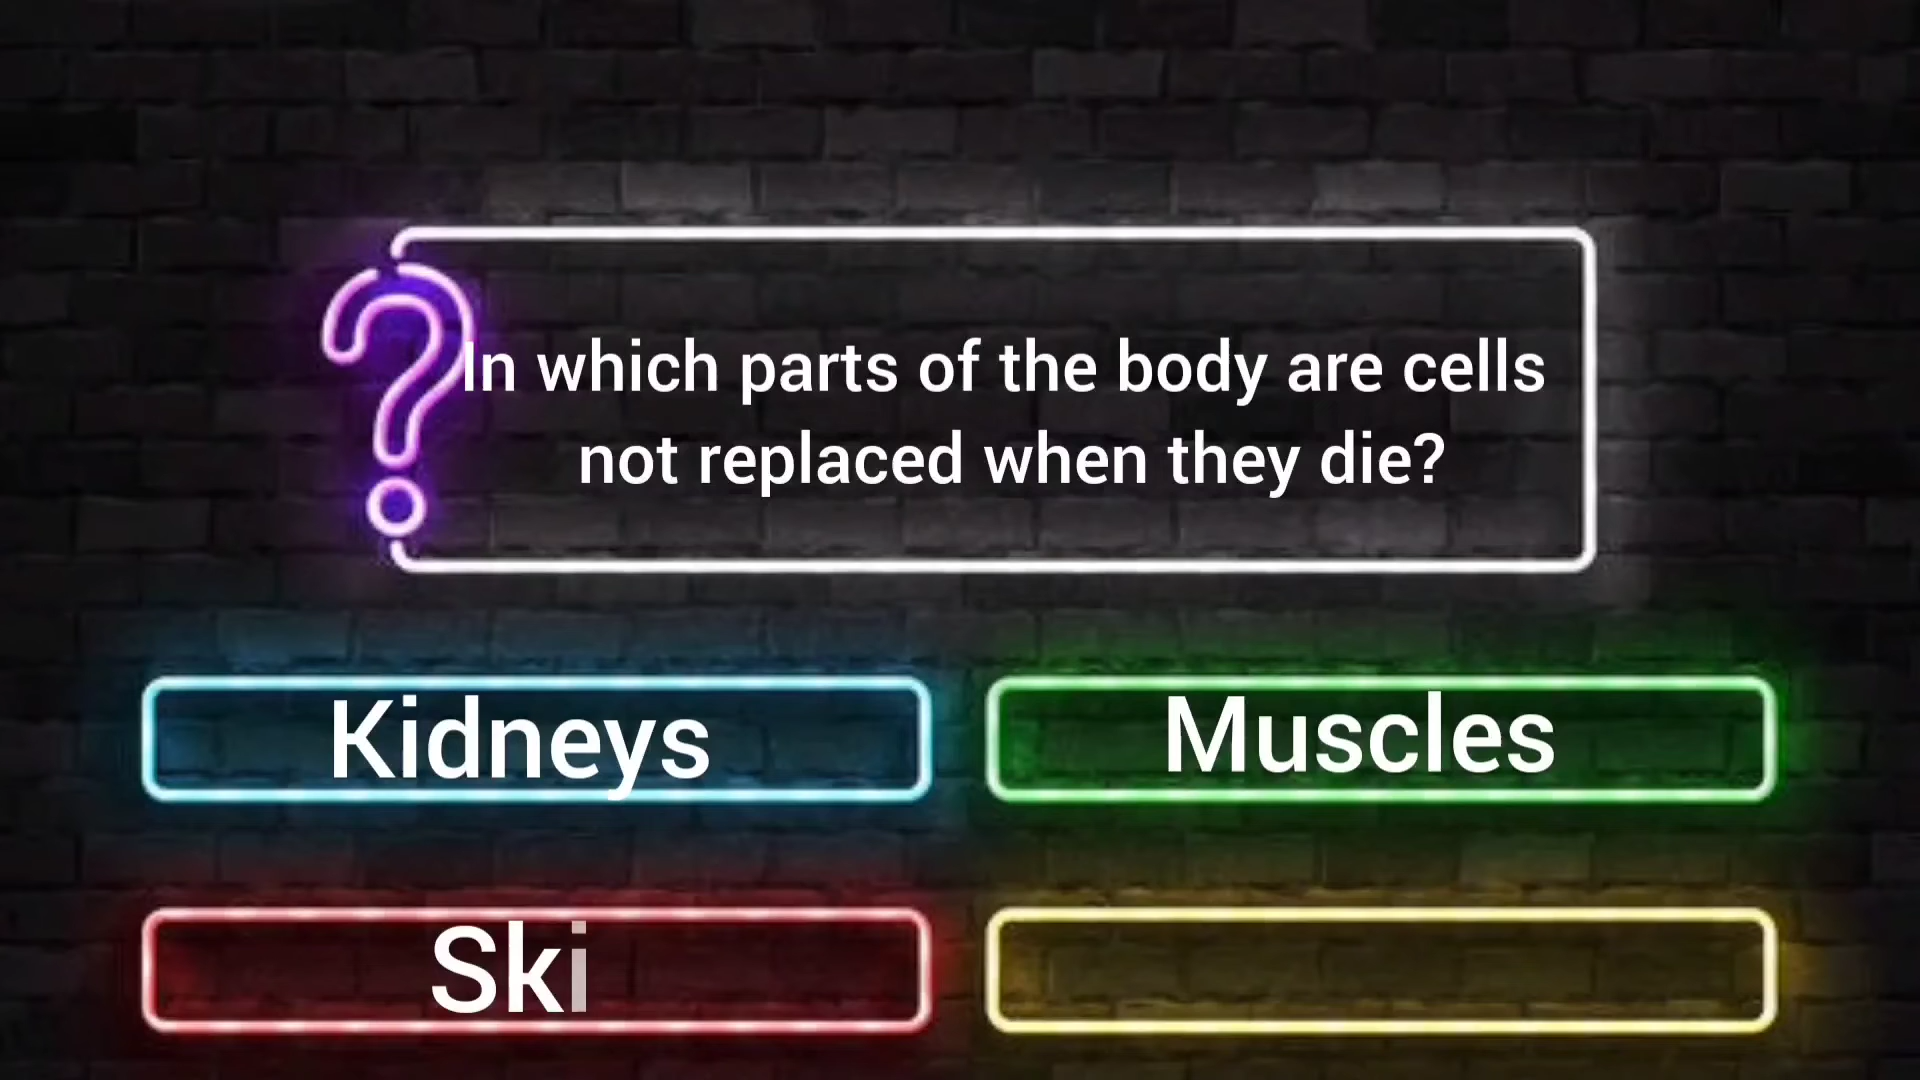 In which parts of the body are cells
not replaced when they die?
Kidneys
Muscles
Ski